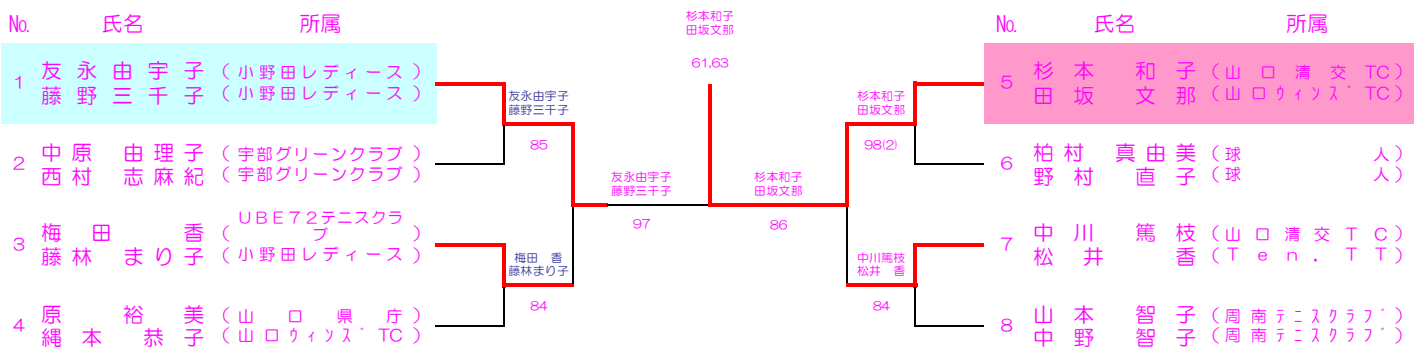 No. 氏名 所属
1 友永由宇子（小野田レディース）
藤野三千子（小野田レディース）
2 中原 由理子（宇部グリーンクラブ）
西村 志麻紀（宇部グリーンクラブ）
3 梅田 香（UBE72テニスクラブ）
藤林 まり子（小野田レディース）
4 原 裕美（山口県庁）
縄本 恭子（山口ウィンズTC）
友永由宇子
藤野三千子
85
梅田 香
藤林まり子
84
友永由宇子
藤野三千子
97
杉本和子
田坂文那
61.63
杉本和子
田坂文那
86
杉本和子
田坂文那
98(2)
中川篤枝
松井 香
84
No. 氏名 所属
5 杉本 和子（山口清交TC）
田坂 文那（山口ウィンズTC）
6 柏村 真由美（球 人）
野村 直子（球 人）
7 中川 篤枝（山口清交TC）
松井 香（Ten.TT）
8 山本 智子（周南テニスクラブ）
中野 智子（周南テニスクラブ）